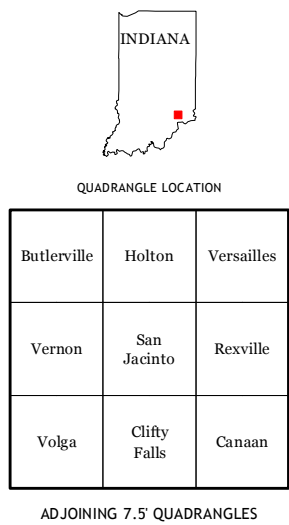 INDIANA
QUADRANGLE LOCATION
Butlerville
Holton
Versailles
Vernon
San
Jacinto
Rexville
Volga
Clifty
Falls
Canaan
ADJOINING 7.5' QUADRANGLES